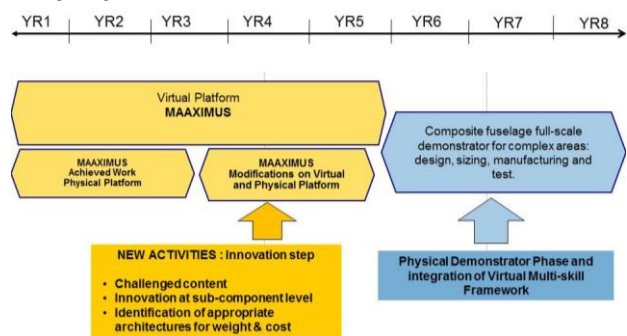 YR1 YR2 YR3 YR4 YR5 YR6 YR7 YR8
Virtual Platform
MAAXIMUS
Composite fuselage full-scale
demonstrator for complex areas:
design, sizing, manufacturing and
test.
MAAXIMUS
Achieved Work
Physical Platform
MAAXIMUS
Modifications on Virtual
and Physical Platform
NEW ACTIVITIES : Innovation step
• Challenged content
• Innovation at sub-component level
• Identification of appropriate
architectures for weight & cost
Physical Demonstrator Phase and
integration of Virtual Multi-skill
Framework